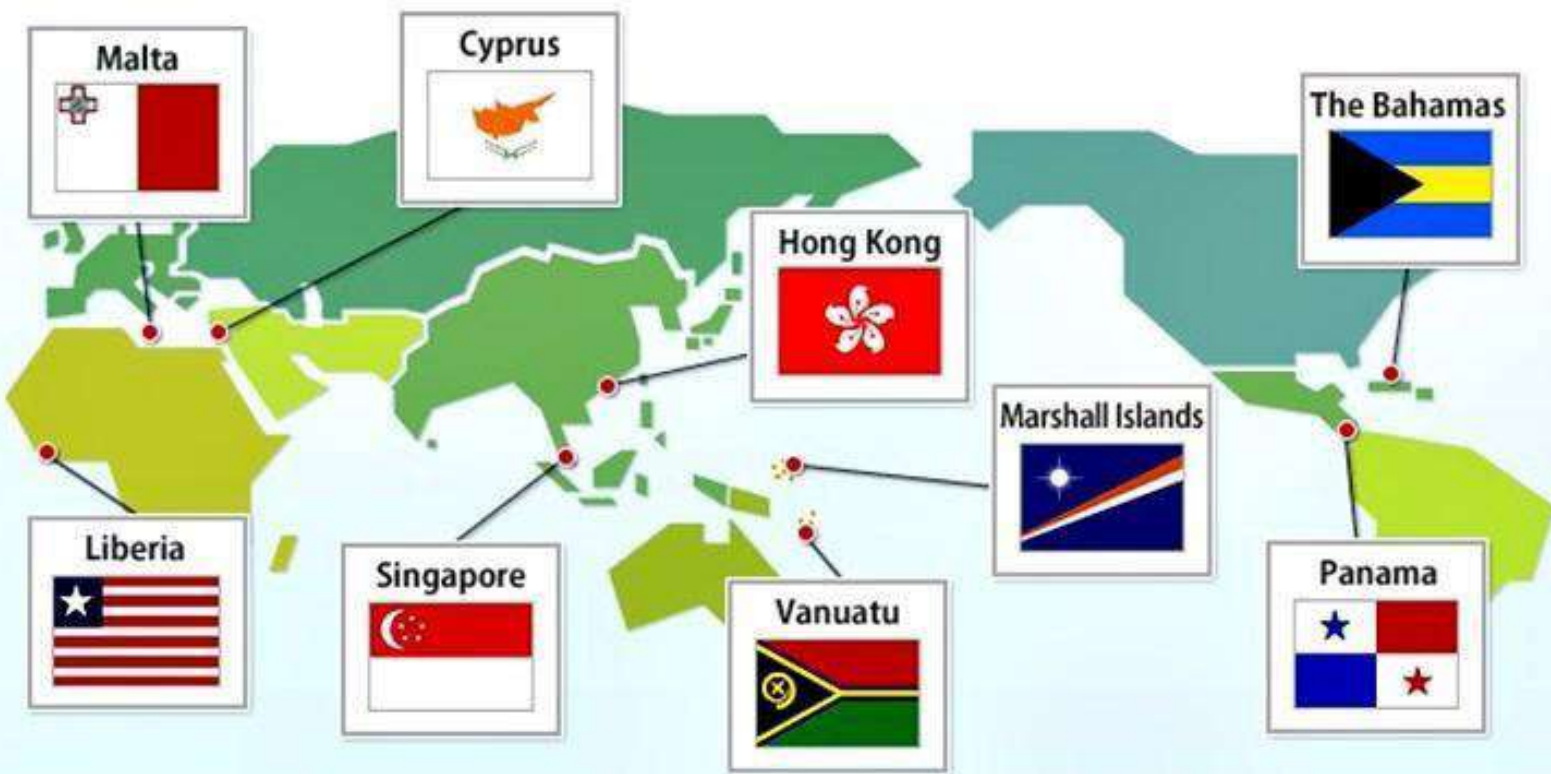 Malta
Cyprus
The Bahamas
Hong Kong
Marshall Islands
Liberia
Singapore
Vanuatu
Panama